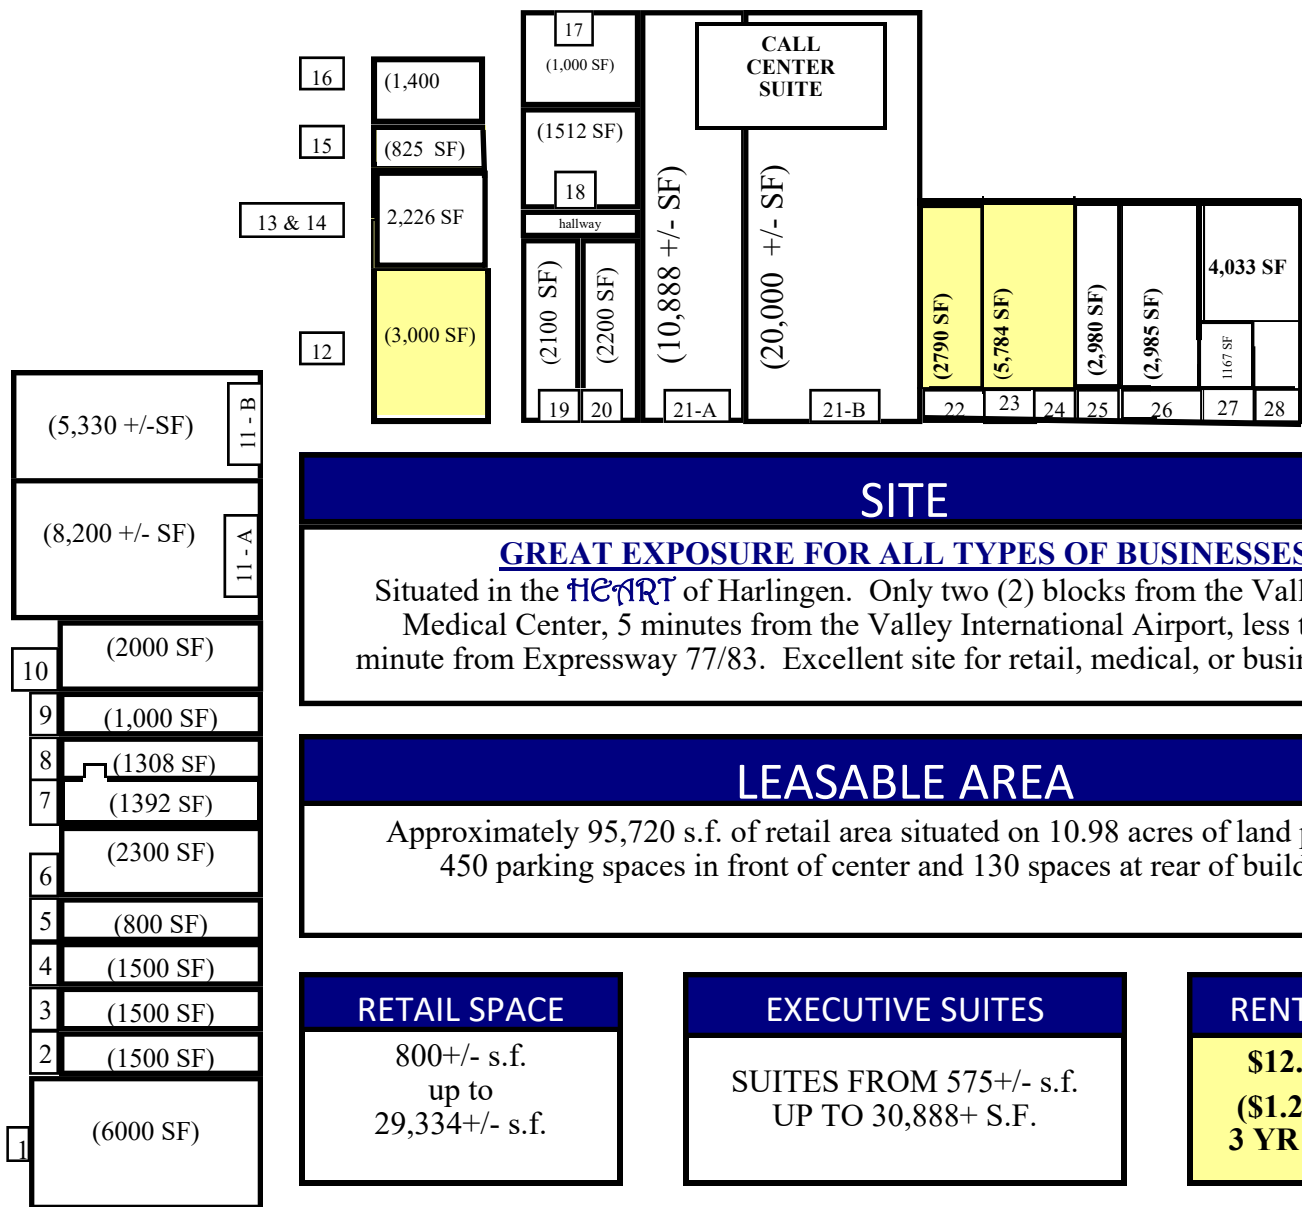 17
(1,000 SF)
CALL
CENTER
SUITE
16
(1,400
15
(825 SF)
(1512 SF)
18
13 & 14
2,226 SF
hallway
12
(3,000 SF)
(2100 SF)
(2200 SF)
(10,888 +/- SF)
(20,000 +/- SF)
(2790 SF)
(5,784 SF)
(2,980 SF)
(2,985 SF)
4,033 SF
1167 SF
19
20
21-A
21-B
22
23
24
25
26
27
28
(5,330 +/-SF)
11 - B
(8,200 +/- SF)
11 - A
10
(2000 SF)
9
(1,000 SF)
8
(1308 SF)
7
(1392 SF)
6
(2300 SF)
5
(800 SF)
4
(1500 SF)
3
(1500 SF)
2
(1500 SF)
1
(6000 SF)
SITE
GREAT EXPOSURE FOR ALL TYPES OF BUSINESSES
Situated in the HEART of Harlingen. Only two (2) blocks from the Vall
Medical Center, 5 minutes from the Valley International Airport, less t
minute from Expressway 77/83. Excellent site for retail, medical, or busin
LEASABLE AREA
Approximately 95,720 s.f. of retail area situated on 10.98 acres of land p
450 parking spaces in front of center and 130 spaces at rear of build
RETAIL SPACE
800+/- s.f.
up to
29,334+/- s.f.
EXECUTIVE SUITES
SUITES FROM 575+/- s.f.
UP TO 30,888+ S.F.
RENT
$12.
($1.2
3 YR